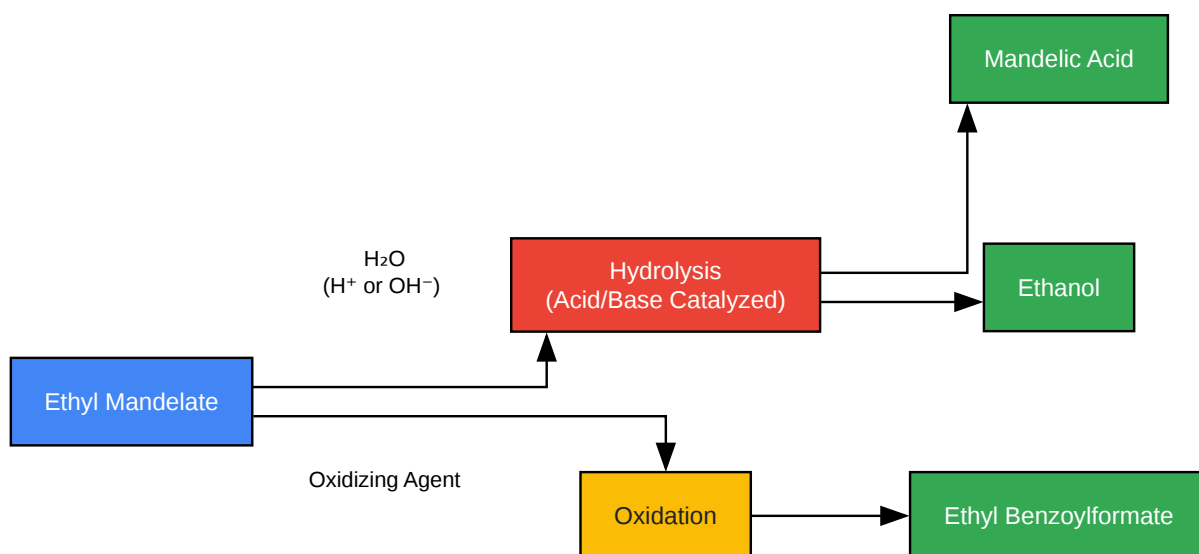 Mandelic Acid
H₂O
(H⁺ or OH⁻)
Hydrolysis
(Acid/Base Catalyzed)
Ethanol
Ethyl Mandelate
Oxidizing Agent
Oxidation
Ethyl Benzoylformate